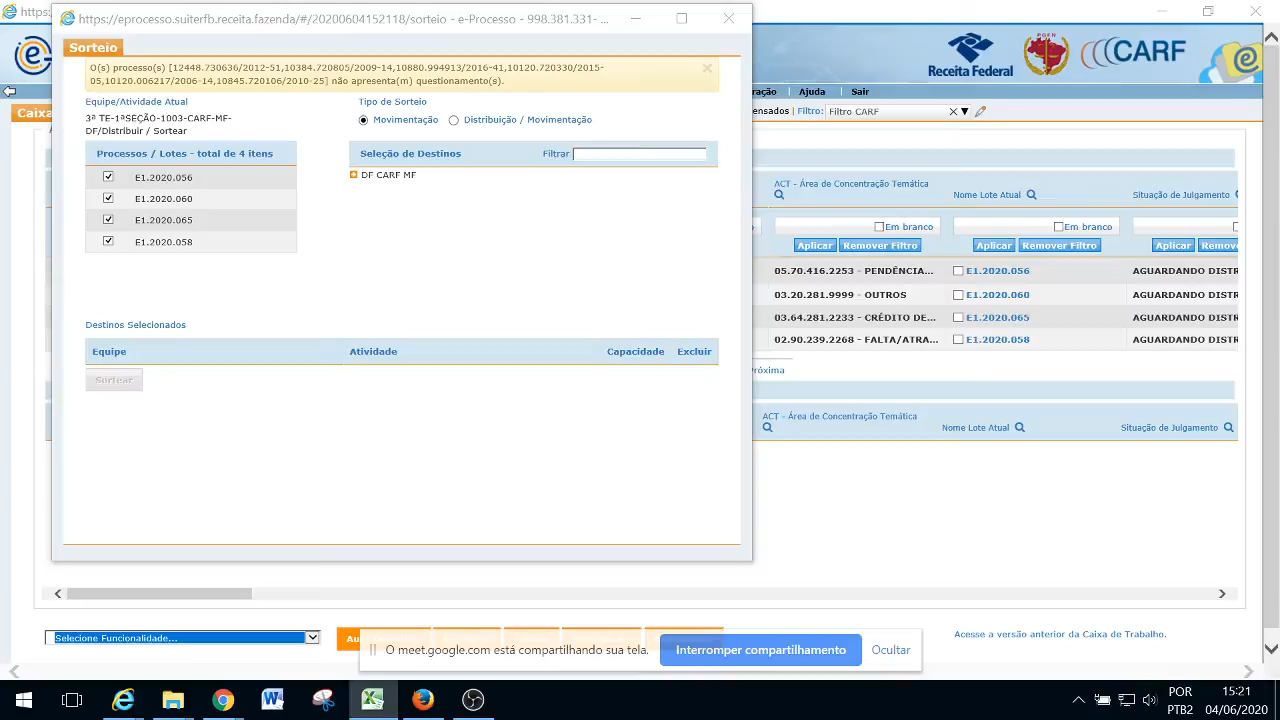 https://
https://eprocesso.suiterfb.receita.fazenda/#/20200604152118/sorteio - e-Processo - 998.381.331- ...
Sorteio
O(s) processo(s) [12448.730636/2012-51,10384.720865/2009-14,10880.994913/2016-41,10120.723330/2015-
05,10120.006217/2006-14,10845.720196/2010-25] não apresenta(m) questionamento(s).
Equipe/Atividade Atual
3ª TE-1ªSEÇÃO-1003-CARF-MF-
DF/Distribuir / Sortear
Tipo de Sorteio
Movimentação
Distribuição / Movimentação
Processos / Lotes - total de 4 itens
E1.2020.056
E1.2020.060
E1.2020.065
E1.2020.058
Seleção de Destinos
Filtrar
DF CARF MF
Destinos Selecionados
Equipe Atividade Capacidade Excluir
Sortear
Receita Federal
PGFN
CARF
e
Caixa
ração Ajuda Sair
ensados Filtro: Filtro CARF
ACT - Área de Concentração Temática
Nome Lote Atual
Situação de Julgamento
Em branco
Em branco
Aplicar Remover Filtro
Aplicar Remover Filtro
Aplicar Remov
05.70.416.2253 - PENDÊNCIA... E1.2020.056 AGUARDANDO DISTR
03.20.281.9999 - OUTROS E1.2020.060 AGUARDANDO DISTR
03.64.281.2233 - CRÉDITO DE... E1.2020.065 AGUARDANDO DISTR
02.90.239.2268 - FALTA/ATRA... E1.2020.058 AGUARDANDO DISTR
Próxima
ACT - Área de Concentração Temática
Nome Lote Atual
Situação de Julgamento
Selecione Funcionalidade...
Au
O meet.google.com está compartilhando sua tela.
Interromper compartilhamento
Ocultar
Acesse a versão anterior da Caixa de Trabalho.
POR
PTB2
15:21
04/06/2020